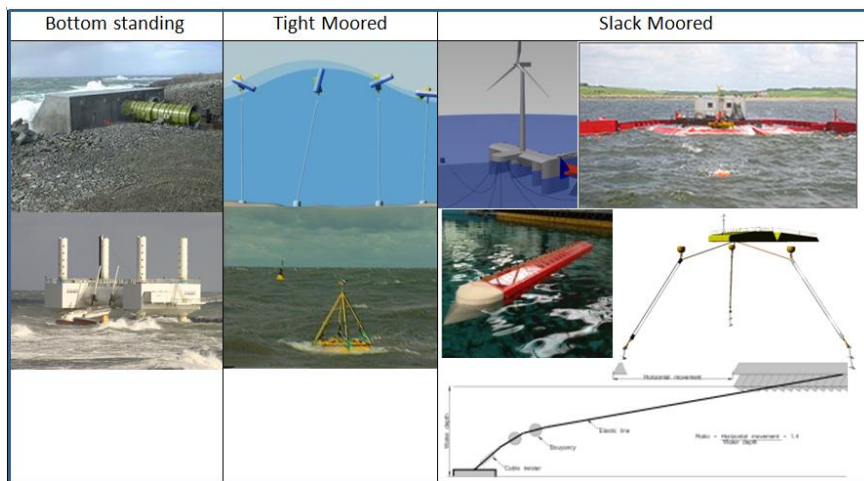 Bottom standing
Tight Moored
Slack Moored
Horizontal movement
Water depth
Elastic line
Buoyancy
Cable twister
Ratio = Horizontal movement = 1.4
Water depth